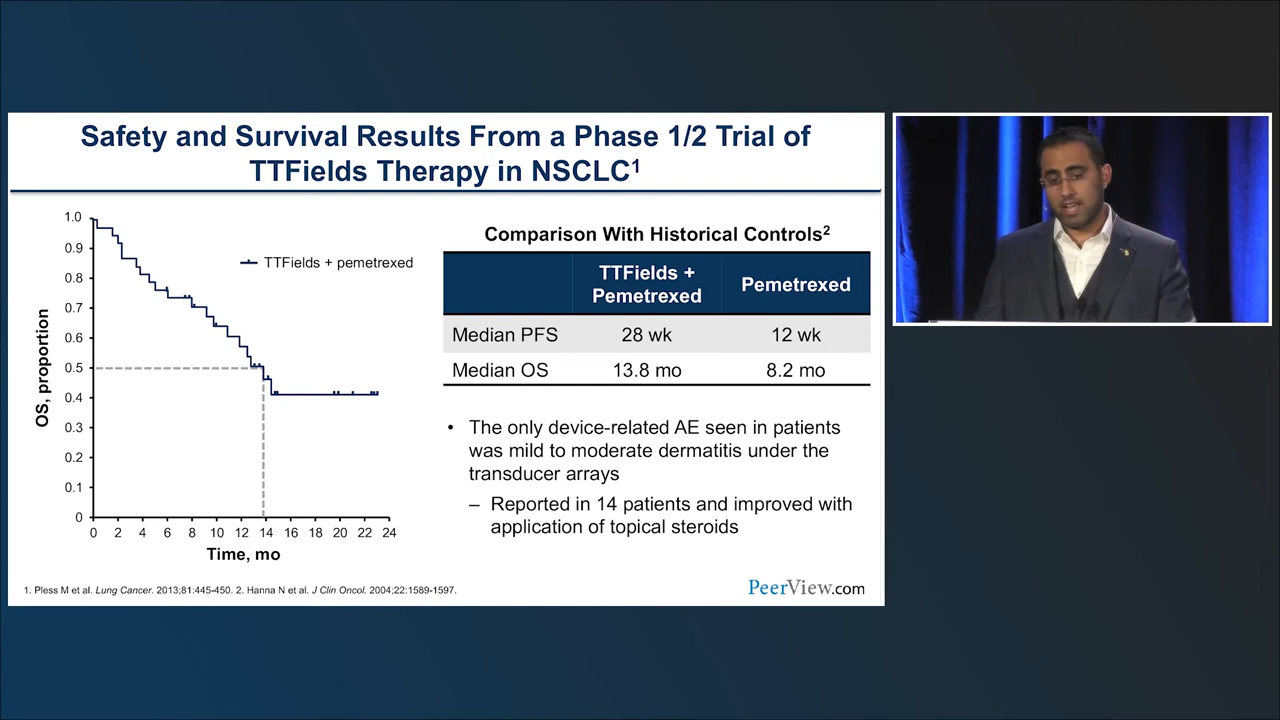 Safety and Survival Results From a Phase 1/2 Trial of
TTFields Therapy in NSCLC1
1.0
0.9
0.8
0.7
0.6
0.5
0.4
0.3
0.2
0.1
0
OS, proportion
TTFields + pemetrexed
0 2 4 6 8 10 12 14 16 18 20 22 24
Time, mo
Comparison With Historical Controls2
TTFields +
Pemetrexed
Pemetrexed
Median PFS 28 wk 12 wk
Median OS 13.8 mo 8.2 mo
• The only device-related AE seen in patients
was mild to moderate dermatitis under the
transducer arrays
– Reported in 14 patients and improved with
application of topical steroids
1. Pless M et al. Lung Cancer. 2013;81:445-450. 2. Hanna N et al. J Clin Oncol. 2004;22:1589-1597.
PeerView.com